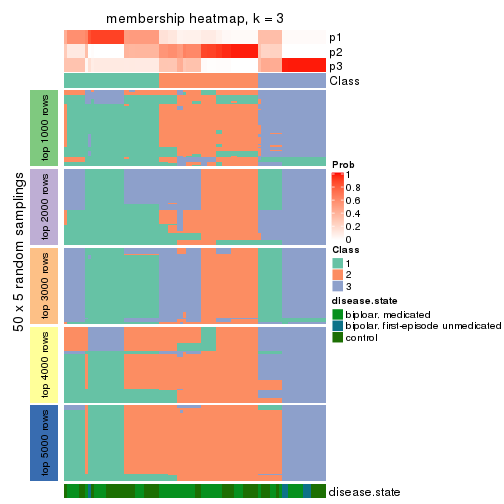 membership heatmap, k = 3
p1
p2
p3
Class
50 x 5 random samplings
top 1000 rows
top 2000 rows
top 3000 rows
top 4000 rows
top 5000 rows
disease.state
Prob
1
0.8
0.6
0.4
0.2
0
Class
1
2
3
disease.state
biploar. medicated
bipolar. first-episode unmedicated
control